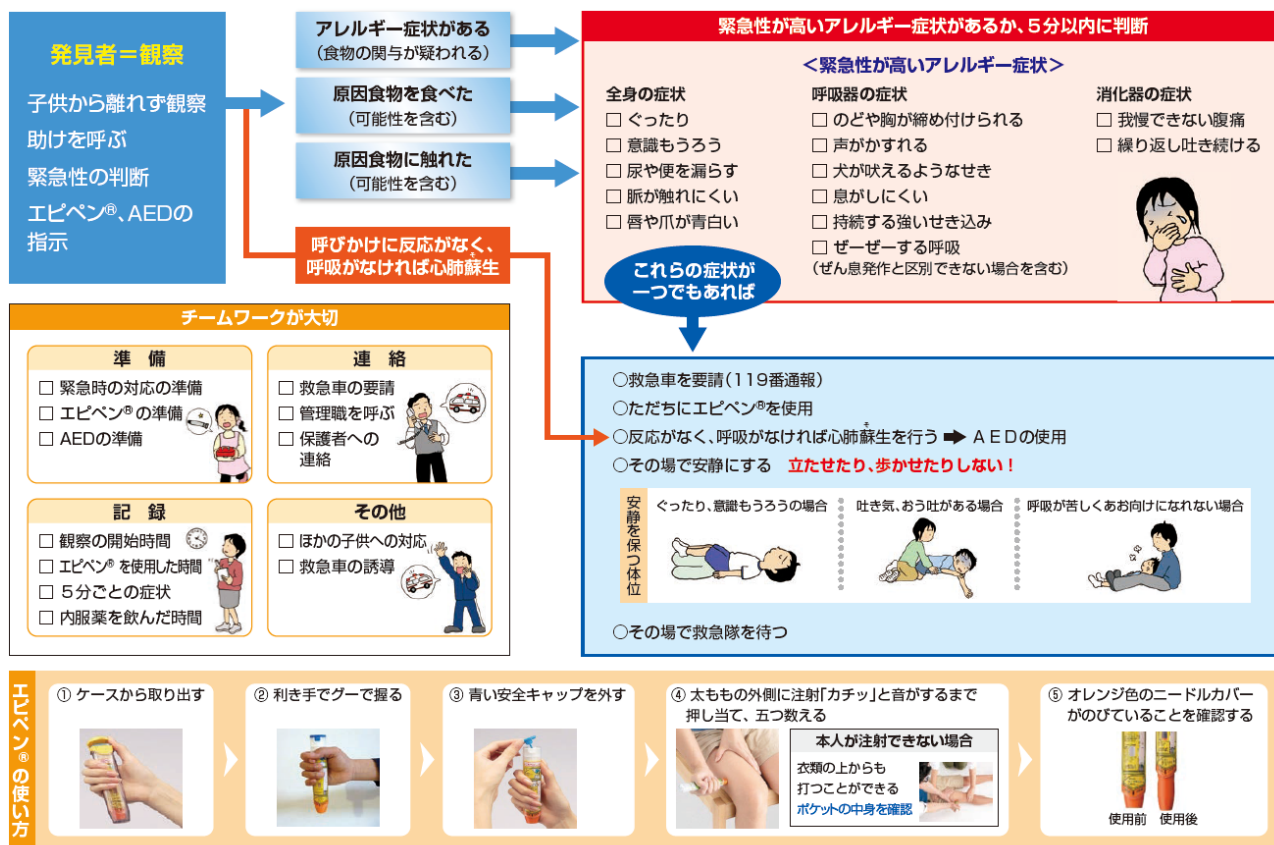 発見者=観察
子供から離れず観察
助けを呼ぶ
緊急性の判断
エピペン®、AEDの
指示
アレルギー症状がある
(食物の関与が疑われる)
原因食物を食べた
(可能性を含む)
原因食物に触れた
(可能性を含む)
呼びかけに反応がなく、
呼吸がなければ心肺蘇生
そ
緊急性が高いアレルギー症状があるか、5分以内に判断
<緊急性が高いアレルギー症状>
全身の症状
□ ぐったり
□ 意識もうろう
□ 尿や便を漏らす
□ 脈が触れにくい
□ 唇や爪が青白い
呼吸器の症状
□ のどや胸が締め付けられる
□ 声がかすれる
□ 犬が吠えるようなせき
□ 息がしにくい
□ 持続する強いせき込み
□ ぜーぜーする呼吸
(ぜん息発作と区別できない場合を含む)
消化器の症状
□ 我慢できない腹痛
□ 繰り返し吐き続ける
これらの症状が
一つでもあれば
チームワークが大切
準 備
□ 緊急時の対応の準備
□ エピペン®の準備
□ AEDの準備
連 絡
□ 救急車の要請
□ 管理職を呼ぶ
□ 保護者への
連絡
記 録
□ 観察の開始時間
□ エピペン®を使用した時間
□ 5分ごとの症状
□ 内服薬を飲んだ時間
その他
□ ほかの子供への対応
□ 救急車の誘導
○救急車を要請(119番通報)
○ただちにエピペン®を使用
そ
○反応がなく、呼吸がなければ心肺蘇生を行う ➡ AEDの使用
○その場で安静にする 立たせたり、歩かせたりしない!
安静を保つ体位
ぐったり、意識もうろうの場合
吐き気、おう吐がある場合
呼吸が苦しくあお向けになれない場合
○その場で救急隊を待つ
エピペン®の使い方
① ケースから取り出す
② 利き手でグーで握る
③ 青い安全キャップを外す
④ 太ももの外側に注射「カチッ」と音がするまで
押し当て、五つ数える
本人が注射できない場合
衣類の上からも
打つことができる
ポケットの中身を確認
⑤ オレンジ色のニードルカバー
がのびていることを確認する
使用前 使用後